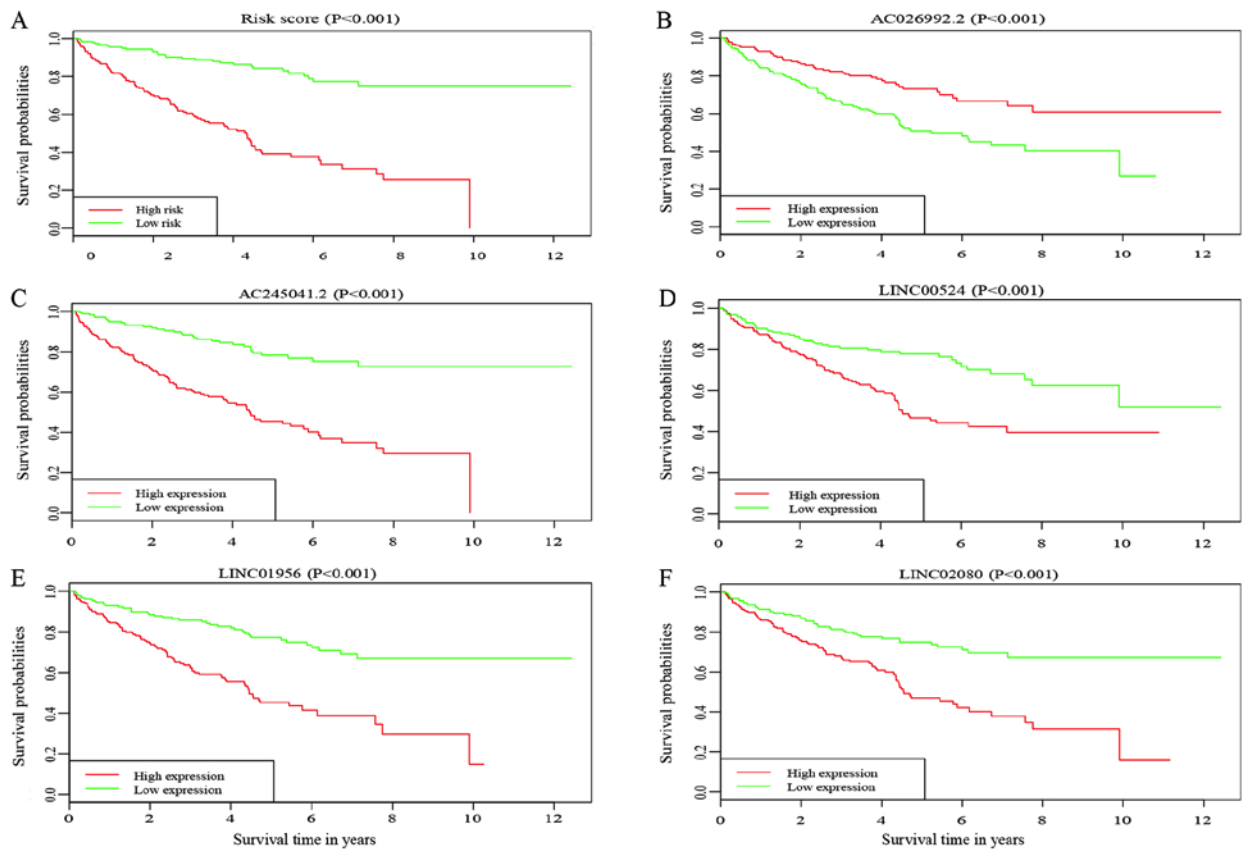 A
Risk score (P<0.001)
Survival probabilities
1.0
0.8
0.6
0.4
0.2
0.0
High risk
Low risk
0 2 4 6 8 10 12
B
AC026992.2 (P<0.001)
Survival probabilities
1.0
0.8
0.6
0.4
0.2
0.0
High expression
Low expression
0 2 4 6 8 10 12
C
AC245041.2 (P<0.001)
Survival probabilities
1.0
0.8
0.6
0.4
0.2
0.0
High expression
Low expression
0 2 4 6 8 10 12
D
LINC00524 (P<0.001)
Survival probabilities
1.0
0.8
0.6
0.4
0.2
0.0
High expression
Low expression
0 2 4 6 8 10 12
E
LINC01956 (P<0.001)
Survival probabilities
1.0
0.8
0.6
0.4
0.2
0.0
High expression
Low expression
0 2 4 6 8 10 12
Survival time in years
F
LINC02080 (P<0.001)
Survival probabilities
1.0
0.8
0.6
0.4
0.2
0.0
High expression
Low expression
0 2 4 6 8 10 12
Survival time in years